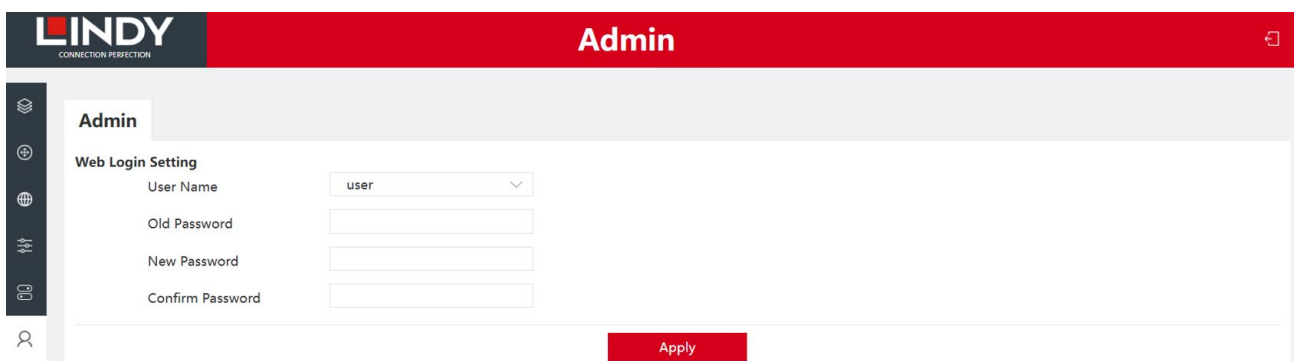 LINDY
CONNECTION PERFECTION
Admin
Admin
Web Login Setting
User Name user
Old Password
New Password
Confirm Password
Apply